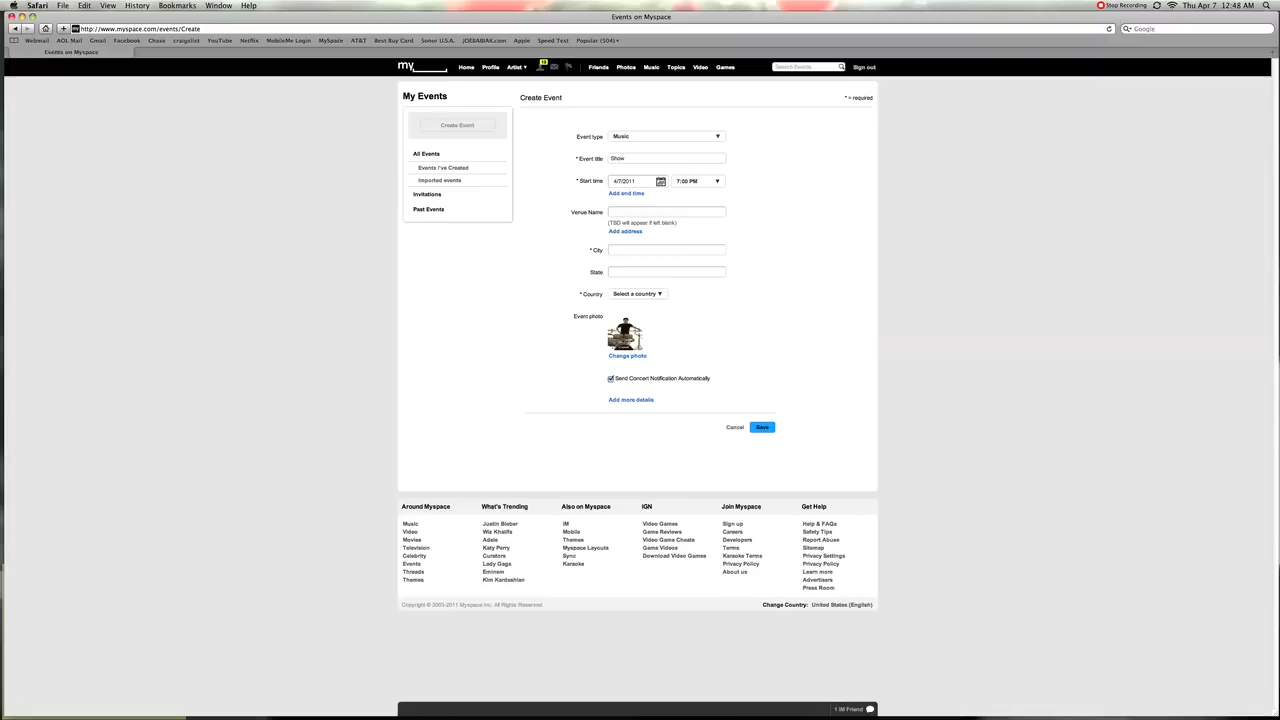 Safari File Edit View History Bookmarks Window Help
Stop Recording Thu Apr 7 12:48 AM
Events on Myspace
http://www.myspace.com/events/Create
Google
Webmail AOL Mail Gmail Facebook Chase craigslist YouTube Netflix MobileMe Login MySpace AT&T Best Buy Card Sonor U.S.A. JOEBABIAK.com Apple Speed Test Popular (504)
Events on Myspace
my
Home Profile Artist Friends Photos Music Topics Video Games
Search Events
Sign out
My Events
Create Event
All Events
Events I've Created
Imported events
Invitations
Past Events
Create Event
* = required
Event type Music
* Event title Show
* Start time 4/7/2011 7:00 PM
Add end time
Venue Name
(TBD will appear if left blank)
Add address
* City
State
* Country Select a country
Event photo
Change photo
Send Concert Notification Automatically
Add more details
Cancel Save
Around Myspace
Music
Video
Movies
Television
Celebrity
Events
Threads
Themes
What's Trending
Justin Bieber
Wiz Khalifa
Adele
Katy Perry
Curators
Lady Gaga
Eminem
Kim Kardashian
Also on Myspace
IM
Mobile
Themes
Myspace Layouts
Sync
Karaoke
IGN
Video Games
Game Reviews
Video Game Cheats
Game Videos
Download Video Games
Join Myspace
Sign up
Careers
Developers
Terms
Karaoke Terms
Privacy Policy
About us
Get Help
Help & FAQs
Safety Tips
Report Abuse
Sitemap
Privacy Settings
Privacy Policy
Learn more
Advertisers
Press Room
Copyright © 2003-2011 Myspace Inc. All Rights Reserved
Change Country: United States (English)
1 IM Friend